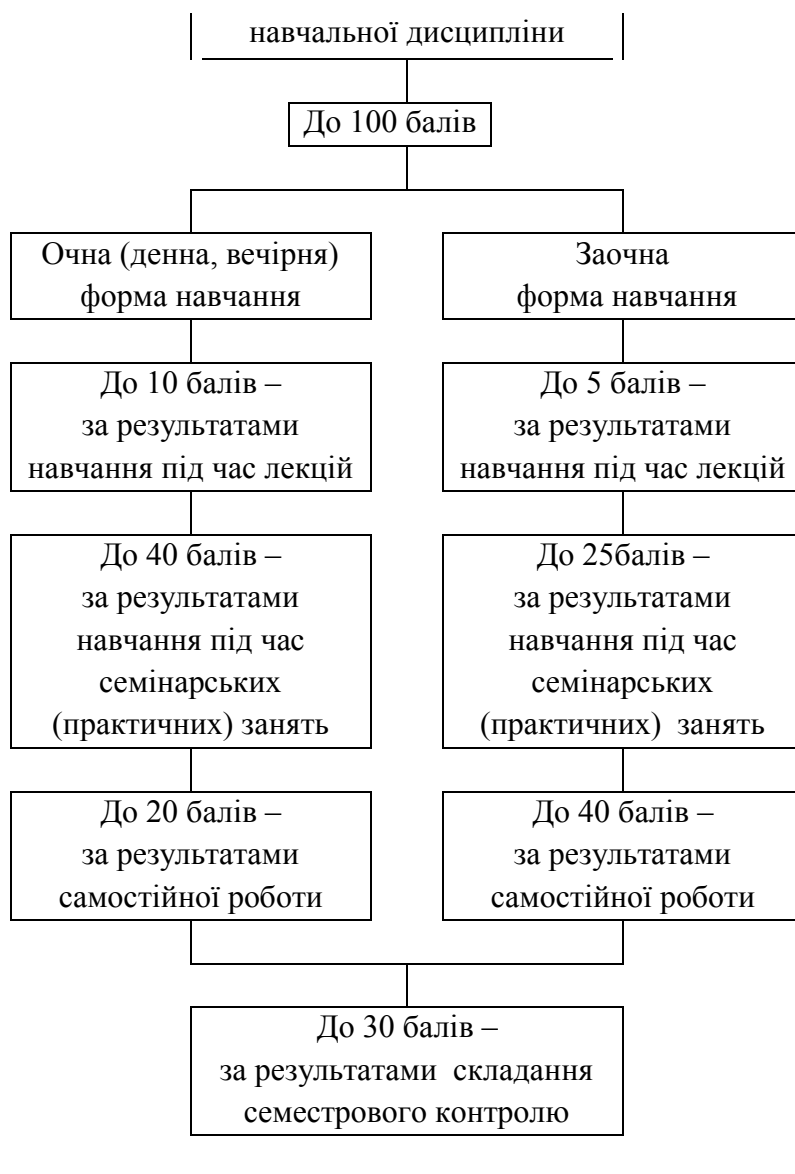 навчальної дисципліни
До 100 балів
Очна (денна, вечірня)
форма навчання
Заочна
форма навчання
До 10 балів –
за результатами
навчання під час лекцій
До 5 балів –
за результатами
навчання під час лекцій
До 40 балів –
за результатами
навчання під час
семінарських
(практичних) занять
До 25балів –
за результатами
навчання під час
семінарських
(практичних) занять
До 20 балів –
за результатами
самостійної роботи
До 40 балів –
за результатами
самостійної роботи
До 30 балів –
за результатами складання
семестрового контролю